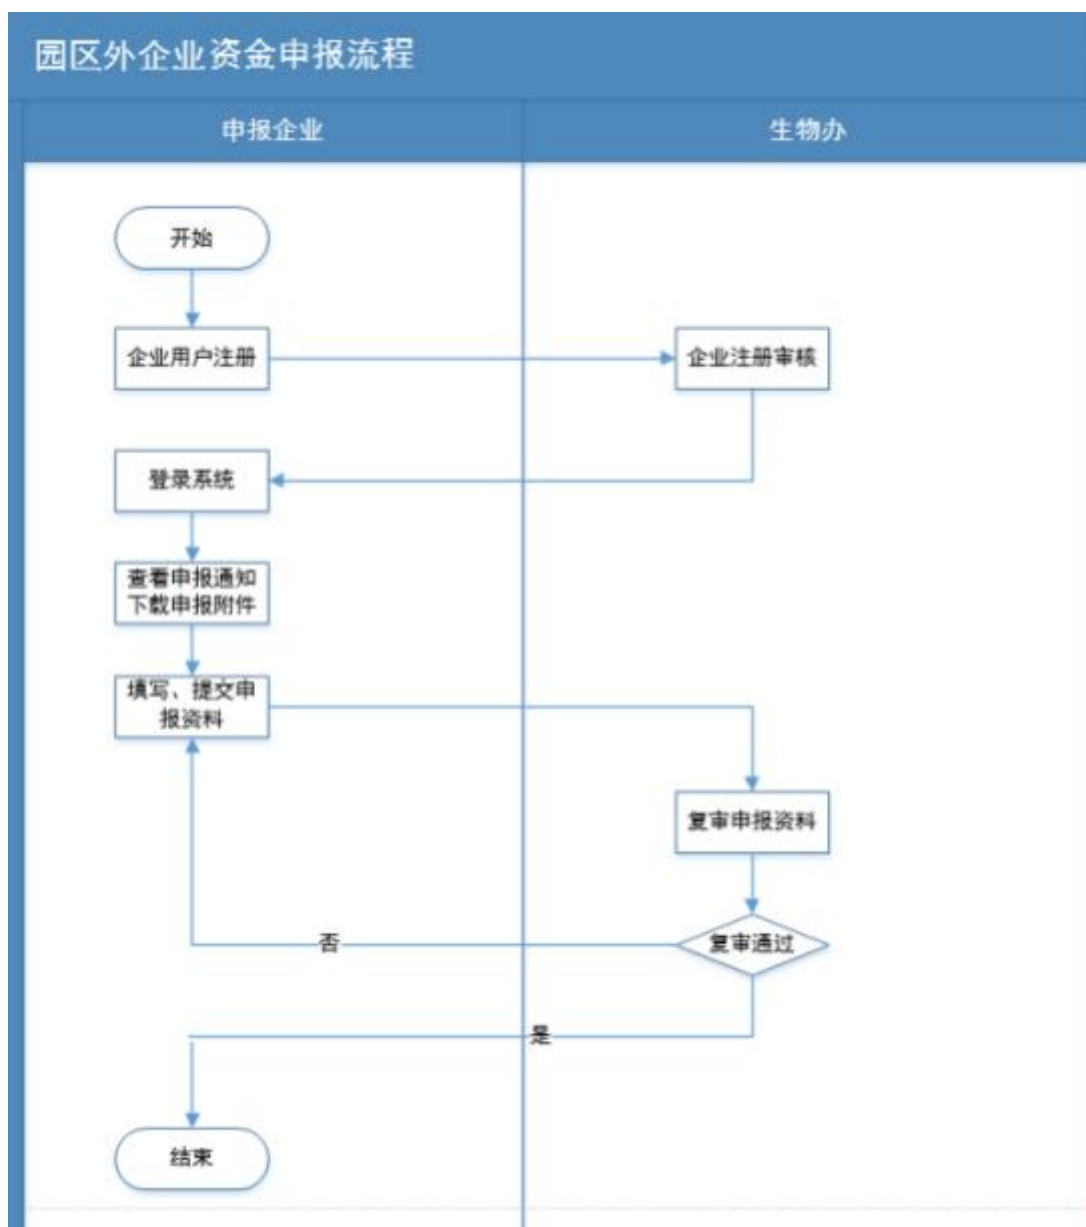 园区外企业资金申报流程
申报企业
生物办
开始
企业用户注册
企业注册审核
登录系统
查看申报通知
下载申报附件
填写、提交申
报资料
复审申报资料
复审通过
否
是
结束